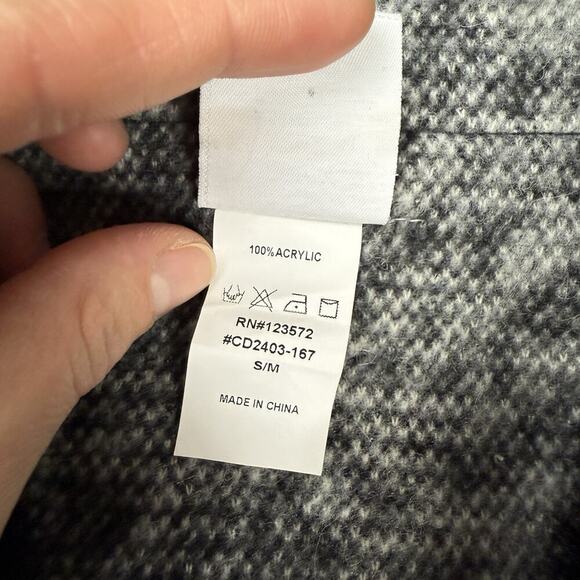 100% ACRYLIC
RN#123572
#CD2403-167
S/M
MADE IN CHINA